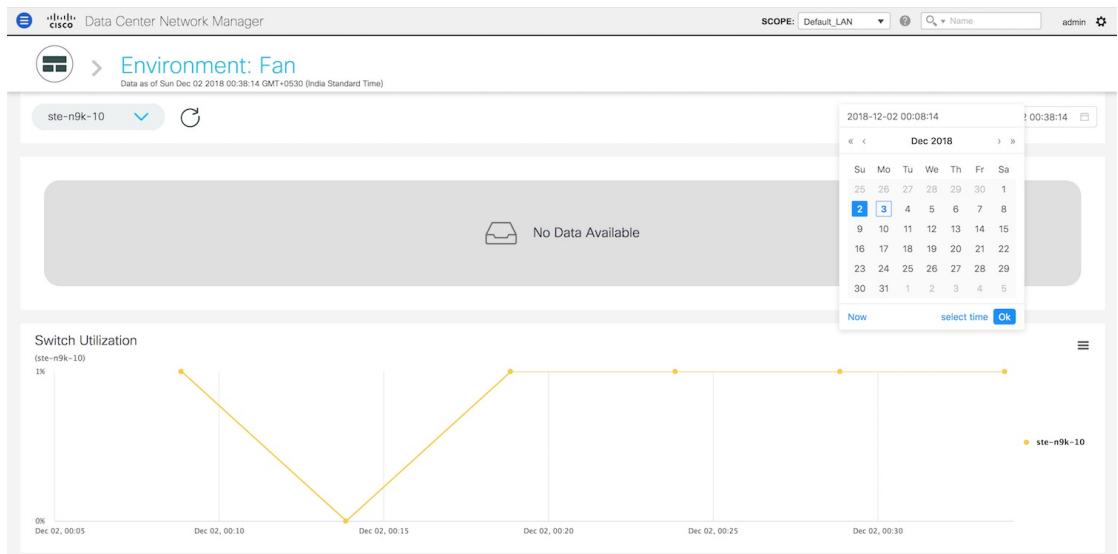 cisco Data Center Network Manager SCOPE: Default_LAN Name admin
Environment: Fan
Data as of Sun Dec 02 2018 00:38:14 GMT+0530 (India Standard Time)
ste-n9k-10
2018-12-02 00:08:14
2 00:38:14
« ‹ Dec 2018 › »
Su Mo Tu We Th Fr Sa
25 26 27 28 29 30 1
2 3 4 5 6 7 8
9 10 11 12 13 14 15
16 17 18 19 20 21 22
23 24 25 26 27 28 29
30 31 1 2 3 4 5
Now select time Ok
No Data Available
Switch Utilization
(ste-n9k-10)
1%
ste-n9k-10
0%
Dec 02, 00:05 Dec 02, 00:10 Dec 02, 00:15 Dec 02, 00:20 Dec 02, 00:25 Dec 02, 00:30